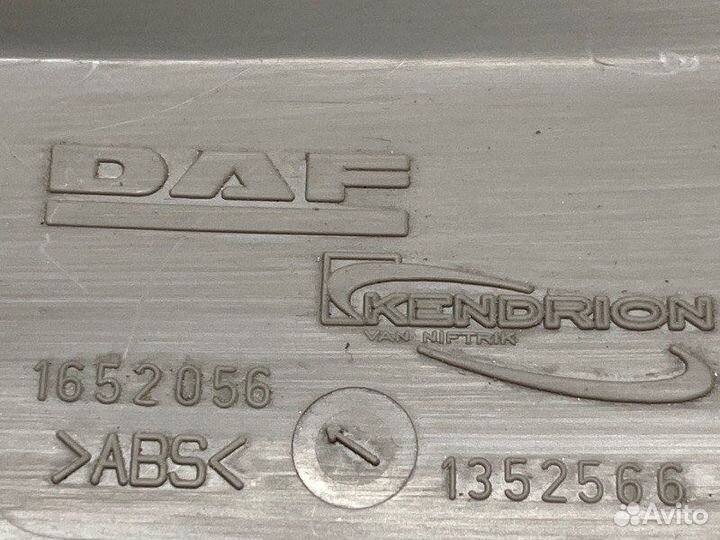 DAF
KENDRION
VAN NIFTRIK
1652056
>ABS<
1352566
Avito